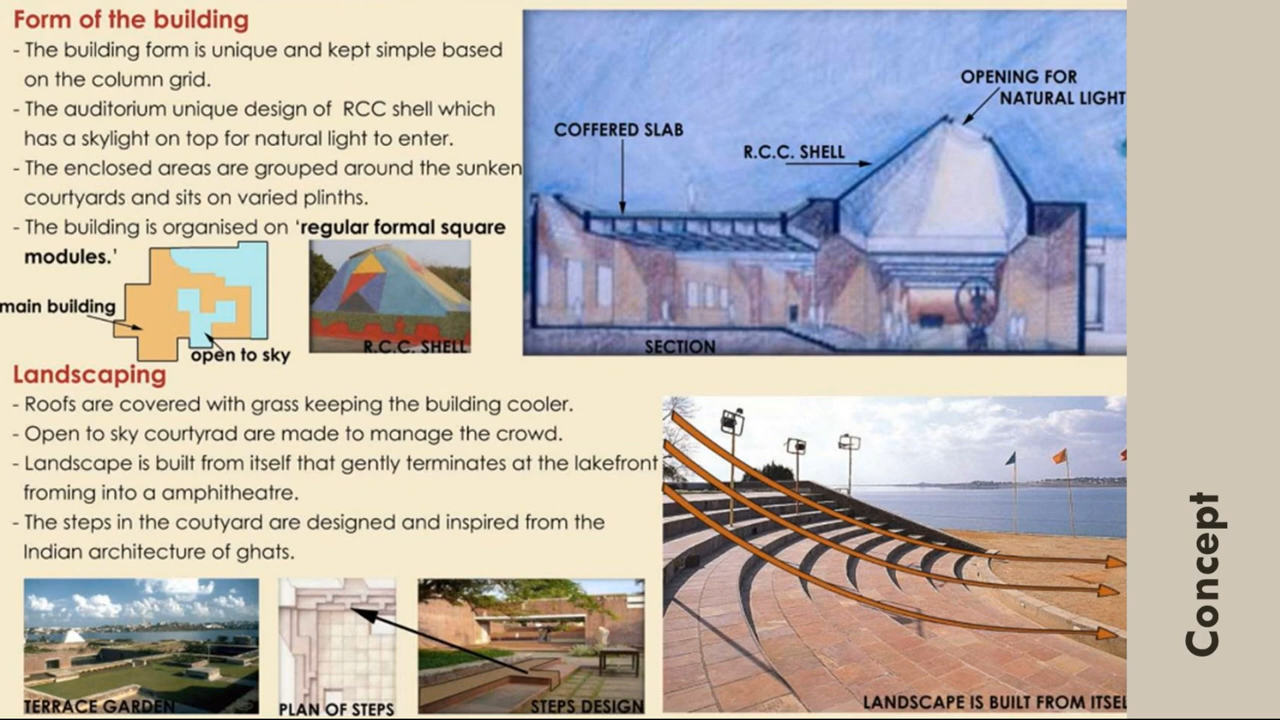 Form of the building
- The building form is unique and kept simple based
on the column grid.
- The auditorium unique design of RCC shell which
has a skylight on top for natural light to enter.
- The enclosed areas are grouped around the sunken
courtyards and sits on varied plinths.
- The building is organised on ‘regular formal square
modules.’
main building
open to sky
R.C.C. SHELL
OPENING FOR
NATURAL LIGHT
COFFERED SLAB
R.C.C. SHELL
SECTION
Landscaping
- Roofs are covered with grass keeping the building cooler.
- Open to sky courtyrad are made to manage the crowd.
- Landscape is built from itself that gently terminates at the lakefront
froming into a amphitheatre.
- The steps in the coutyard are designed and inspired from the
Indian architecture of ghats.
TERRACE GARDEN
PLAN OF STEPS
STEPS DESIGN
LANDSCAPE IS BUILT FROM ITSEL
Concept